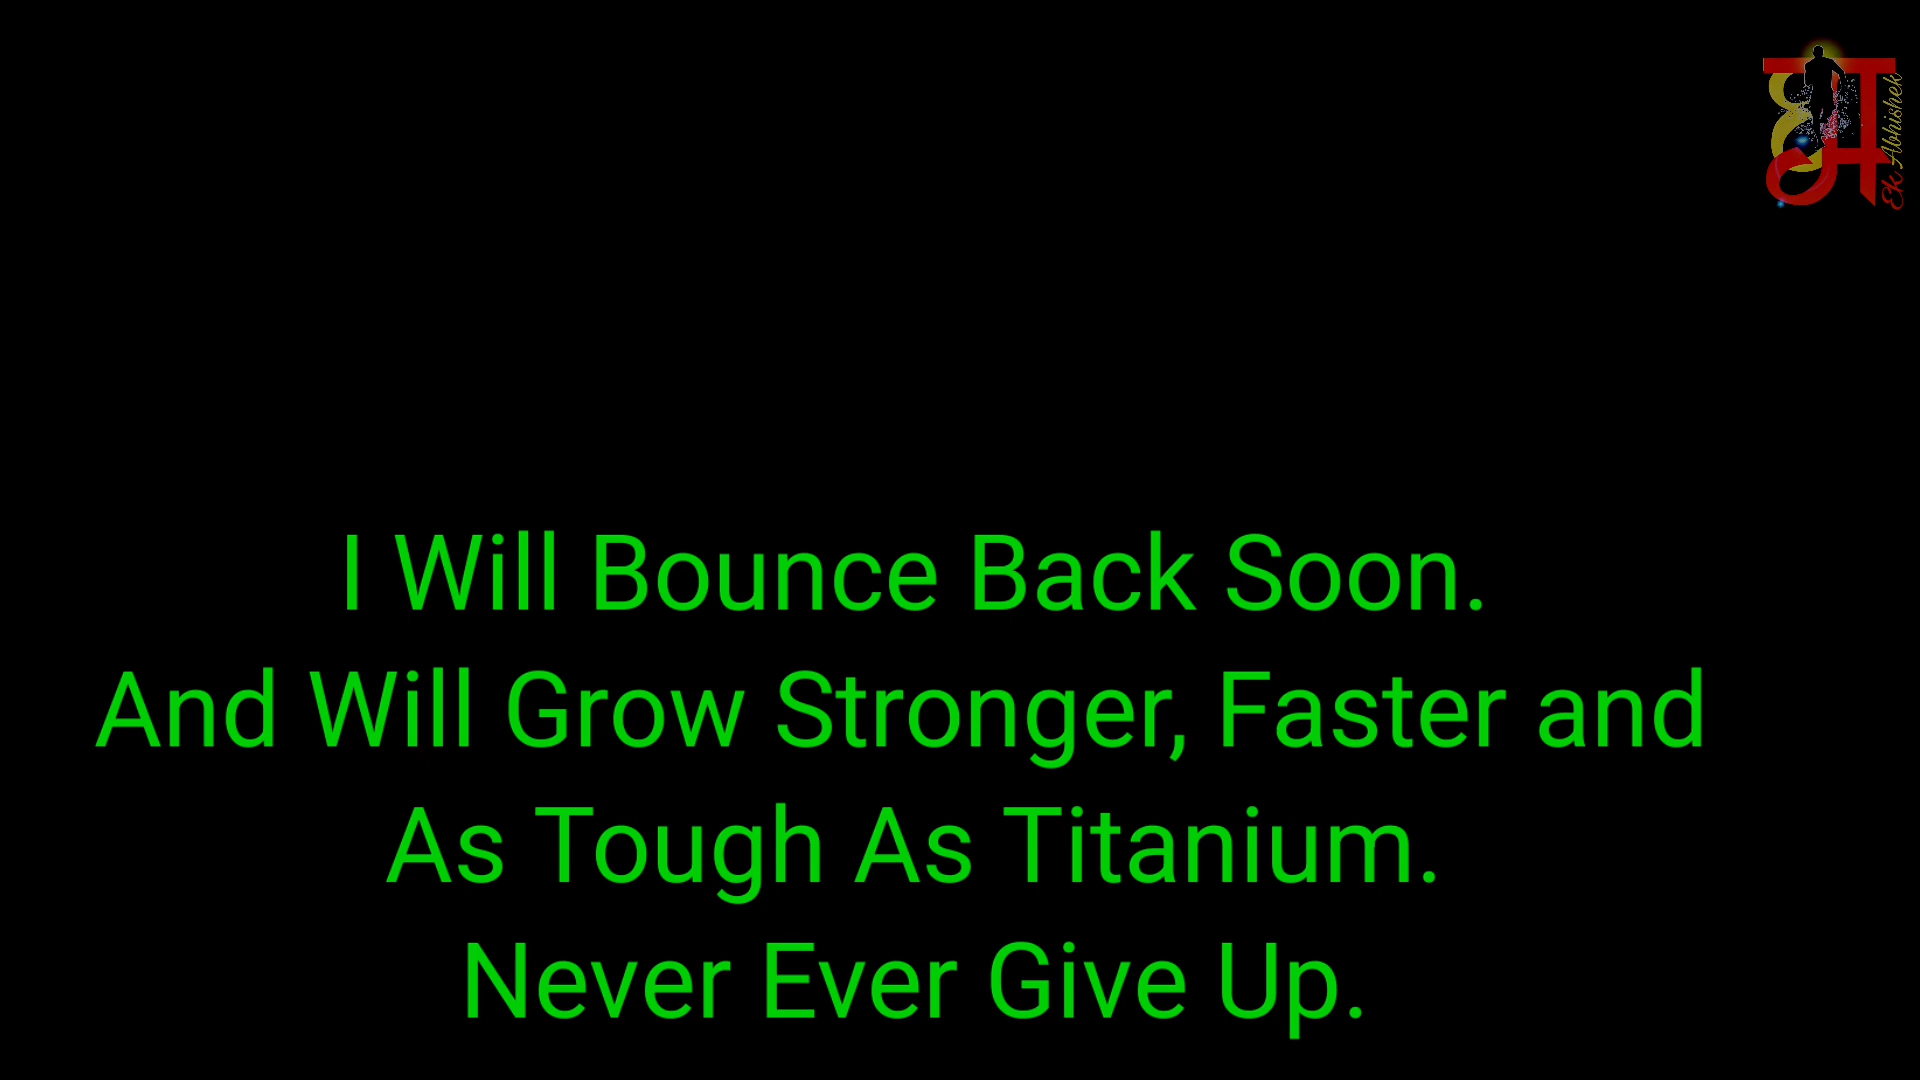 Ek Abhishek
I Will Bounce Back Soon.
And Will Grow Stronger, Faster and
As Tough As Titanium.
Never Ever Give Up.